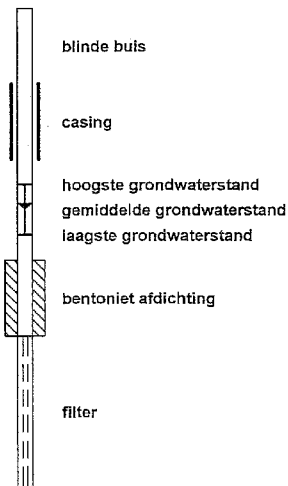 blinde buis
casing
hoogste grondwaterstand
gemiddelde grondwaterstand
laagste grondwaterstand
bentoniet afdichting
filter